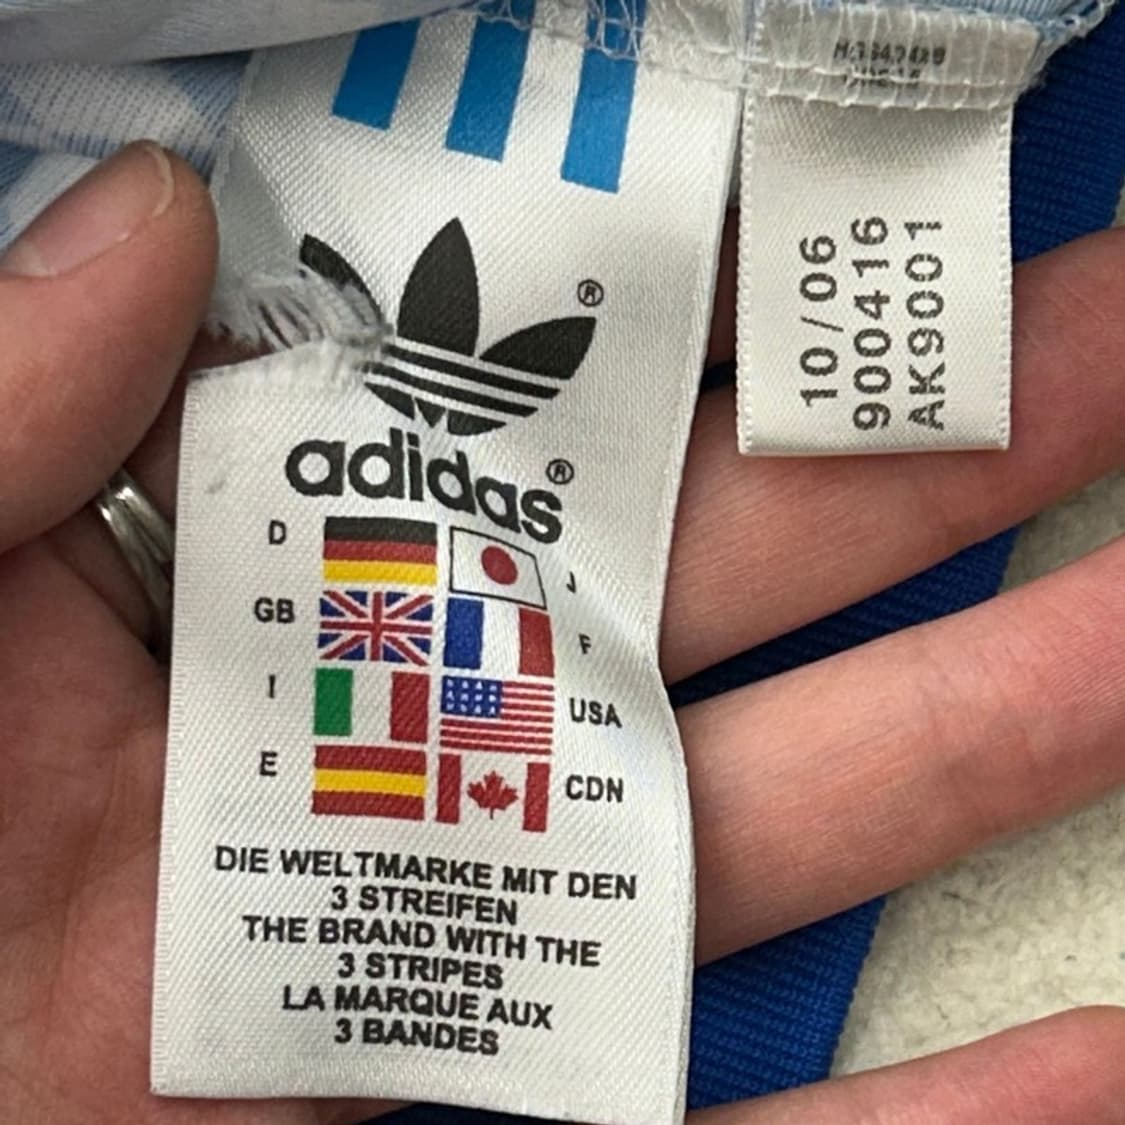 ®
adidas®
D
J
GB
F
I
USA
E
CDN
DIE WELTMARKE MIT DEN
3 STREIFEN
THE BRAND WITH THE
3 STRIPES
LA MARQUE AUX
3 BANDES
10/06
900416
AK9001